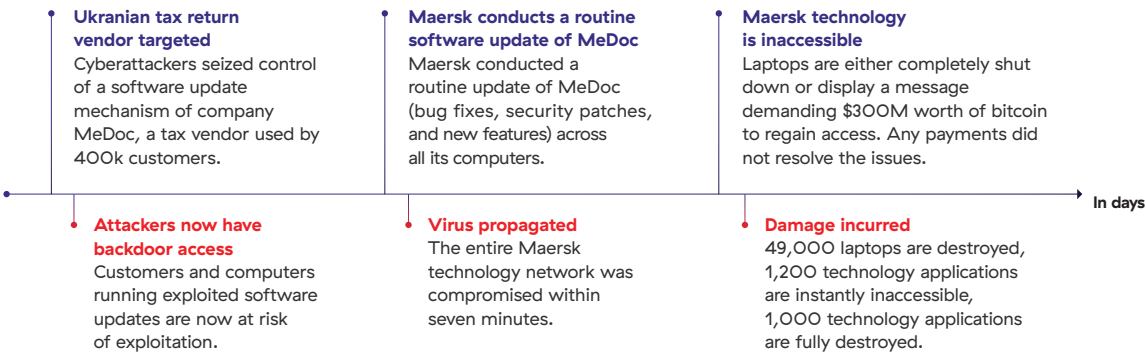 Ukranian tax return
vendor targeted
Cyberattackers seized control
of a software update
mechanism of company
MeDoc, a tax vendor used by
400k customers.
Maersk conducts a routine
software update of MeDoc
Maersk conducted a
routine update of MeDoc
(bug fixes, security patches,
and new features) across
all its computers.
Maersk technology
is inaccessible
Laptops are either completely shut
down or display a message
demanding $300M worth of bitcoin
to regain access. Any payments did
not resolve the issues.
In days
Attackers now have
backdoor access
Customers and computers
running exploited software
updates are now at risk
of exploitation.
Virus propagated
The entire Maersk
technology network was
compromised within
seven minutes.
Damage incurred
49,000 laptops are destroyed,
1,200 technology applications
are instantly inaccessible,
1,000 technology applications
are fully destroyed.